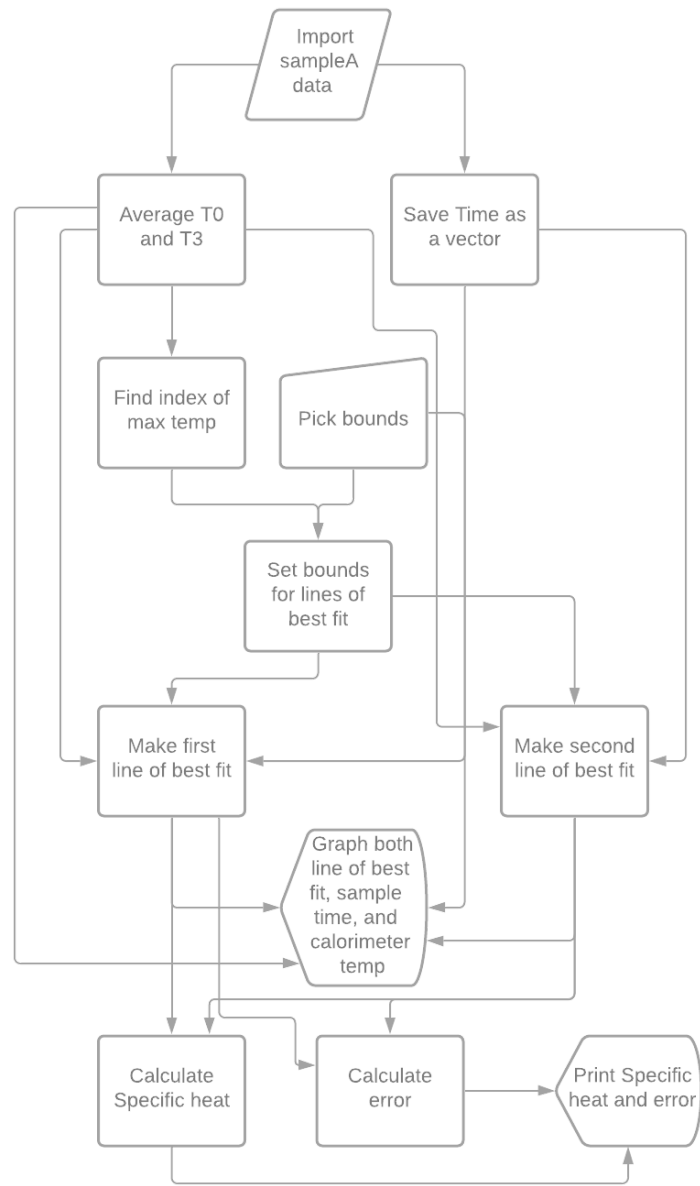 Import
sampleA
data
Average T0
and T3
Save Time as
a vector
Find index of
max temp
Pick bounds
Set bounds
for lines of
best fit
Make first
line of best fit
Make second
line of best fit
Graph both
line of best
fit, sample
time, and
calorimeter
temp
Calculate
Specific heat
Calculate
error
Print Specific
heat and error